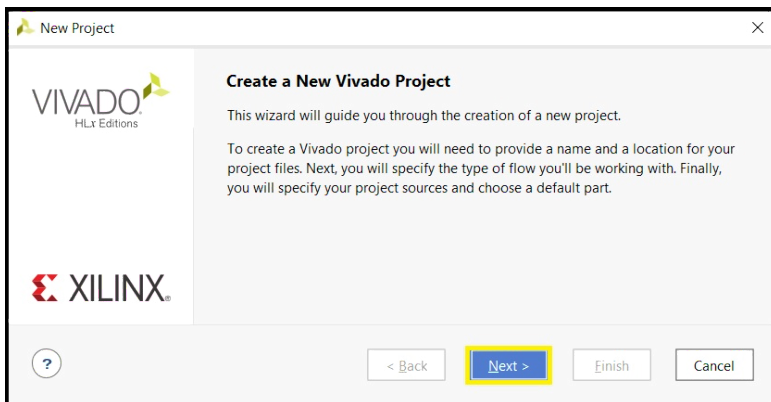 New Project
VIVADO.
HLx Editions
Create a New Vivado Project
This wizard will guide you through the creation of a new project.
To create a Vivado project you will need to provide a name and a location for your
project files. Next, you will specify the type of flow you'll be working with. Finally,
you will specify your project sources and choose a default part.
XILINX®
?
< Back
Next >
Finish
Cancel